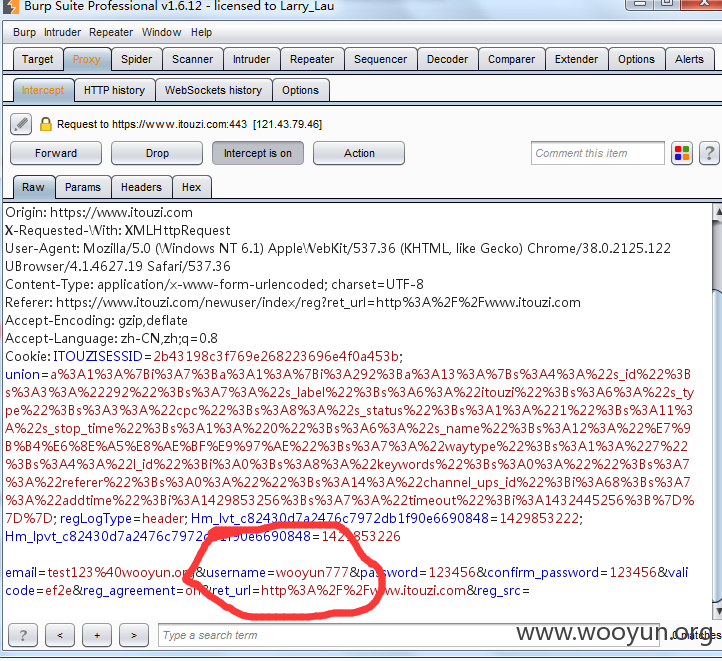 Burp Suite Professional v1.6.12 - licensed to Larry_Lau
Burp Intruder Repeater Window Help
Target Proxy Spider Scanner Intruder Repeater Sequencer Decoder Comparer Extender Options Alerts
Intercept HTTP history WebSockets history Options
Request to https://www.itouzi.com:443 [121.43.79.46]
Forward Drop Intercept is on Action Comment this item ?
Raw Params Headers Hex
Origin: https://www.itouzi.com
X-Requested-With: XMLHttpRequest
User-Agent: Mozilla/5.0 (Windows NT 6.1) AppleWebKit/537.36 (KHTML, like Gecko) Chrome/38.0.2125.122
UBrowser/4.1.4627.19 Safari/537.36
Content-Type: application/x-www-form-urlencoded; charset=UTF-8
Referer: https://www.itouzi.com/newuser/index/reg?ret_url=http%3A%2F%2Fwww.itouzi.com
Accept-Encoding: gzip,deflate
Accept-Language: zh-CN,zh;q=0.8
Cookie: ITOUZISESSID=2b43198c3f769e268223696e4f0a453b;
union=a%3A1%3A%7Bi%3A7%3Ba%3A1%3A%7Bi%3A292%3Ba%3A13%3A%7Bs%3A4%3A%22s_id%22%3B
s%3A3%3A%22292%22%3Bs%3A7%3A%22s_label%22%3Bs%3A6%3A%22itouzi%22%3Bs%3A6%3A%22s_ty
pe%22%3Bs%3A3%3A%22cpc%22%3Bs%3A8%3A%22s_status%22%3Bs%3A1%3A%221%22%3Bs%3A11%3
A%22s_stop_time%22%3Bs%3A1%3A%220%22%3Bs%3A6%3A%22s_name%22%3Bs%3A12%3A%22%E7%9
B%B4%E6%8E%A5%E8%AE%BF%E9%97%AE%22%3Bs%3A7%3A%22waytype%22%3Bs%3A1%3A%227%22%3B
s%3A4%3A%22l_id%22%3Bi%3A0%3Bs%3A8%3A%22keywords%22%3Bs%3A0%3A%22%22%3Bs%3A7
%3A%22referer%22%3Bs%3A0%3A%22%22%3Bs%3A14%3A%22channel_ups_id%22%3Bi%3A68%3Bs%3A7
%3A%22addtime%22%3Bi%3A1429853256%3Bs%3A7%3A%22timeout%22%3Bi%3A1432445256%3B%7D%
7D%7D; regLogType=header; Hm_lvt_c82430d7a2476c7972db1f90e6690848=1429853222;
Hm_lpvt_c82430d7a2476c7972db1f90e6690848=1429853226
email=test123%40wooyun.org&username=wooyun777&password=123456&confirm_password=123456&vali
code=ef2e&reg_agreement=on&ret_url=http%3A%2F%2Fwww.itouzi.com&reg_src=
? < + > Type a search term 0 matches
www.wooyun.org